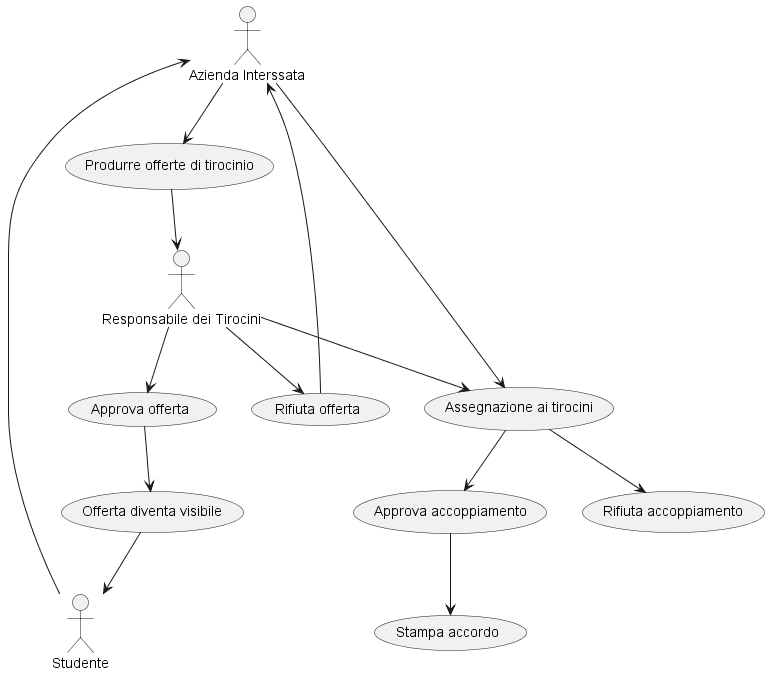 Azienda Interssata
Produrre offerte di tirocinio
Responsabile dei Tirocini
Approva offerta
Rifiuta offerta
Assegnazione ai tirocini
Offerta diventa visibile
Approva accoppiamento
Rifiuta accoppiamento
Stampa accordo
Studente